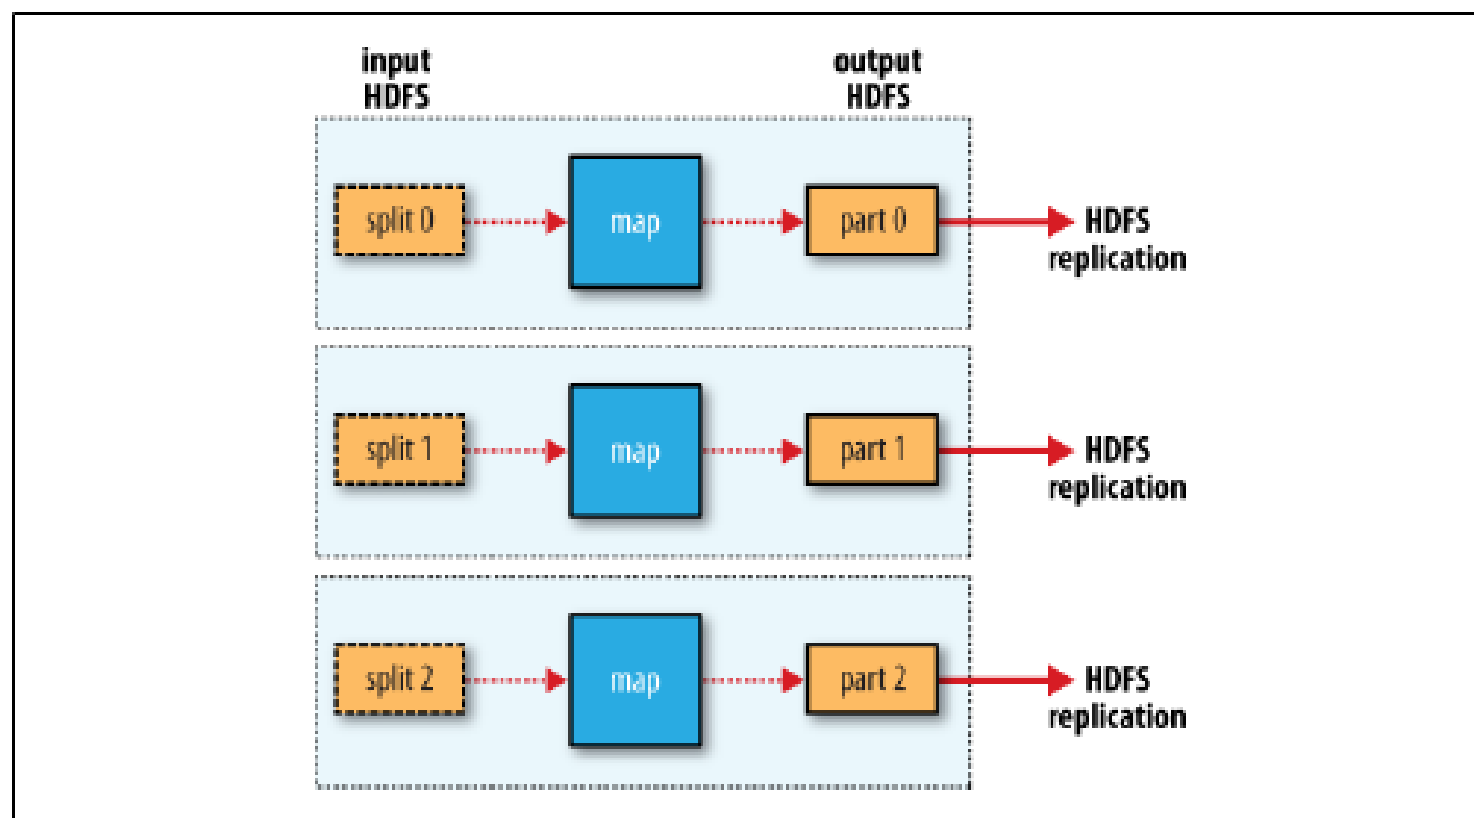 input
HDFS
output
HDFS
split 0
map
part 0
HDFS
replication
split 1
map
part 1
HDFS
replication
split 2
map
part 2
HDFS
replication